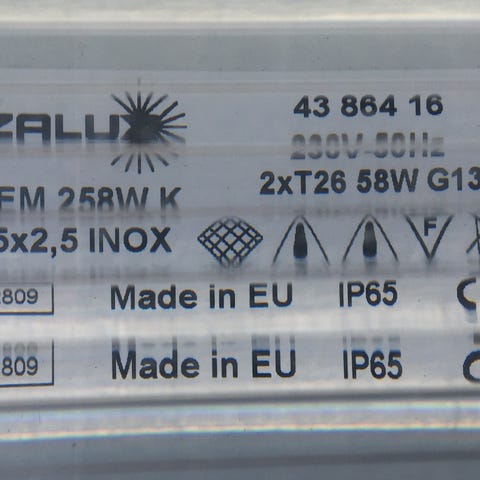 ZALUX
43 864 16
230V-50Hz
2xT26 58W G13
258W K
5x2,5 INOX
F
809 Made in EU IP65
809 Made in EU IP65